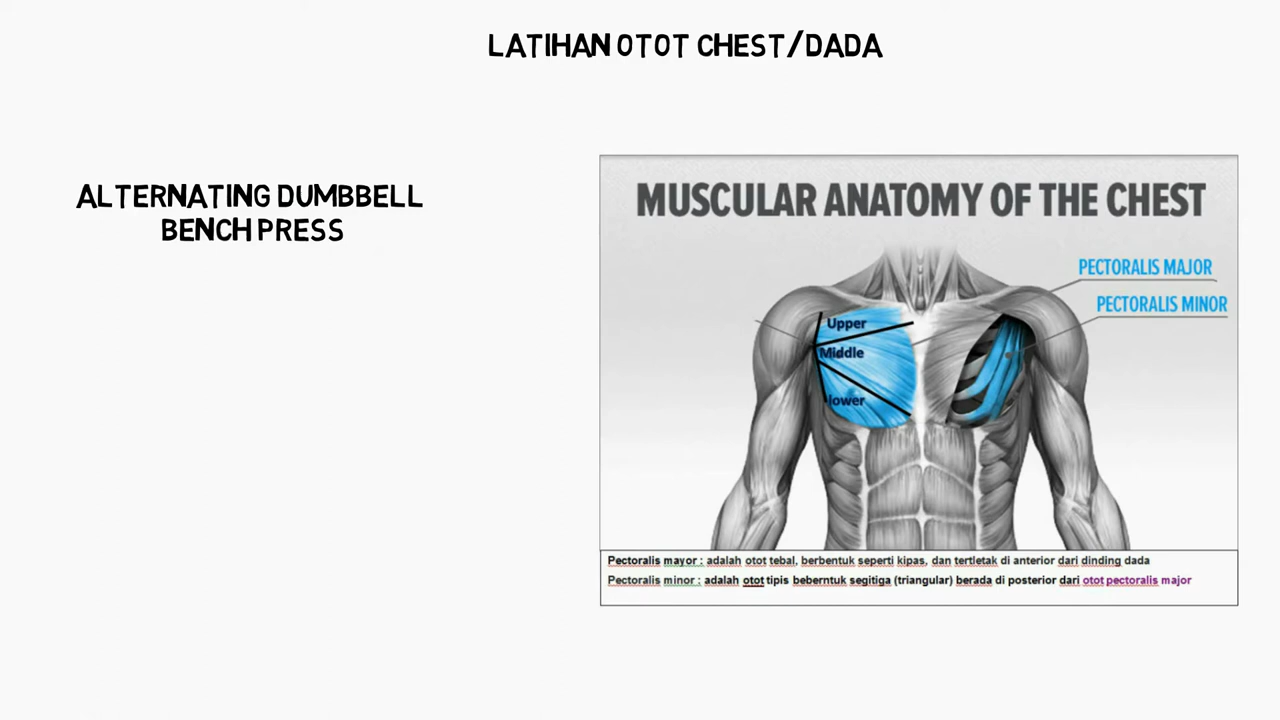 LATIHAN OTOT CHEST/DADA
ALTERNATING DUMBBELL
BENCH PRESS
MUSCULAR ANATOMY OF THE CHEST
PECTORALIS MAJOR
PECTORALIS MINOR
Upper
Middle
lower
Pectoralis mayor : adalah otot tebal, berbentuk seperti kipas, dan tertletak di anterior dari dinding dada
Pectoralis minor : adalah otot tipis beberntuk segitiga (triangular) berada di posterior dari otot pectoralis major